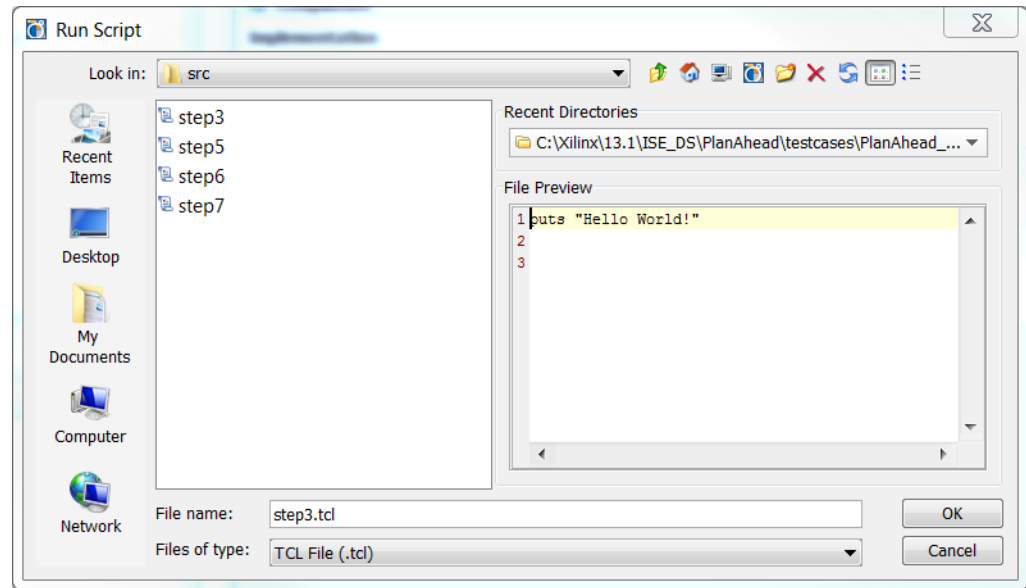 Run Script
Look in:
src
Recent
Items
Desktop
My
Documents
Computer
Network
step3
step5
step6
step7
Recent Directories
C:\Xilinx\13.1\ISE_DS\PlanAhead\testcases\PlanAhead_...
File Preview
1 puts "Hello World!"
2
3
File name:
step3.tcl
OK
Files of type:
TCL File (.tcl)
Cancel